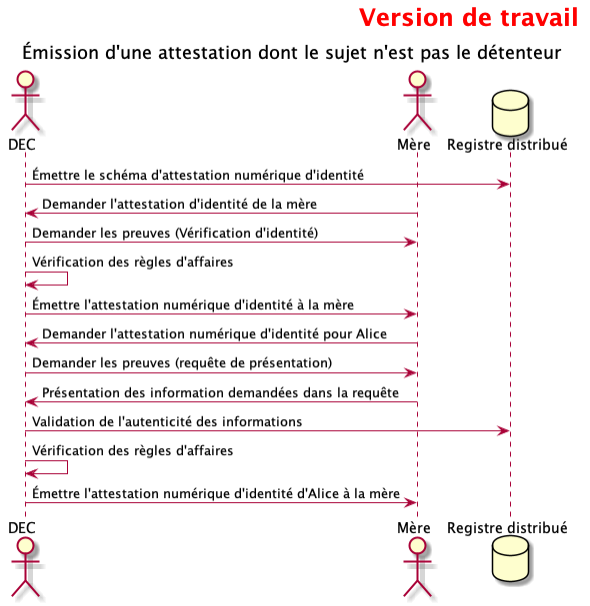 Version de travail
Émission d'une attestation dont le sujet n'est pas le détenteur
DEC Mère Registre distribué
Émettre le schéma d'attestation numérique d'identité
Demander l'attestation d'identité de la mère
Demander les preuves (Vérification d'identité)
Vérification des règles d'affaires
Émettre l'attestation numérique d'identité à la mère
Demander l'attestation numérique d'identité pour Alice
Demander les preuves (requête de présentation)
Présentation des information demandées dans la requête
Validation de l'autenticité des informations
Vérification des règles d'affaires
Émettre l'attestation numérique d'identité d'Alice à la mère
DEC Mère Registre distribué